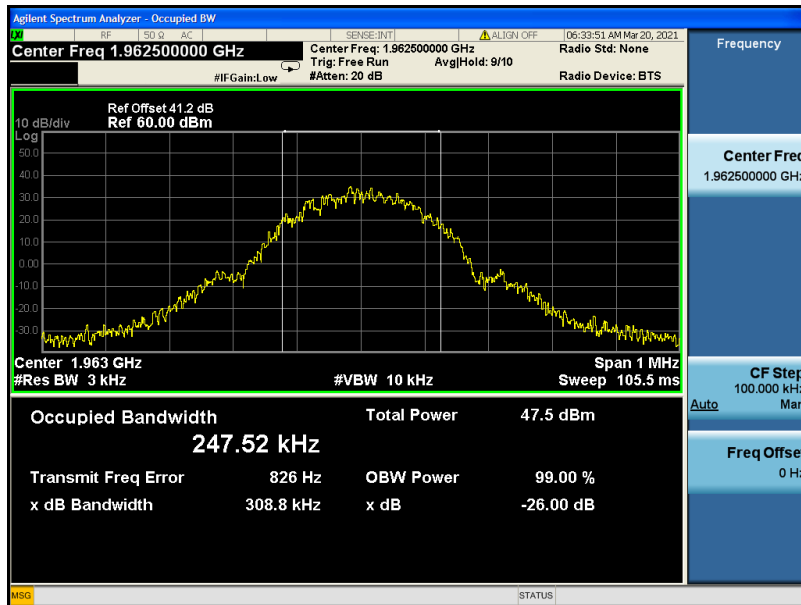 Agilent Spectrum Analyzer - Occupied BW
LXI RF 50 Ω AC SENSE:INT ALIGN OFF 06:33:51 AM Mar 20, 2021
Center Freq 1.962500000 GHz
Center Freq: 1.962500000 GHz
Radio Std: None
Trig: Free Run Avg|Hold: 9/10
#IFGain:Low #Atten: 20 dB Radio Device: BTS
Ref Offset 41.2 dB
10 dB/div Ref 60.00 dBm
Log
50.0
40.0
30.0
20.0
10.0
0.00
-10.0
-20.0
-30.0
Center 1.963 GHz Span 1 MHz
#Res BW 3 kHz #VBW 10 kHz Sweep 105.5 ms
Occupied Bandwidth Total Power 47.5 dBm
247.52 kHz
Transmit Freq Error 826 Hz OBW Power 99.00 %
x dB Bandwidth 308.8 kHz x dB -26.00 dB
MSG STATUS
Frequency
Center Freq
1.962500000 GHz
CF Step
100.000 kHz
Auto Man
Freq Offset
0 Hz